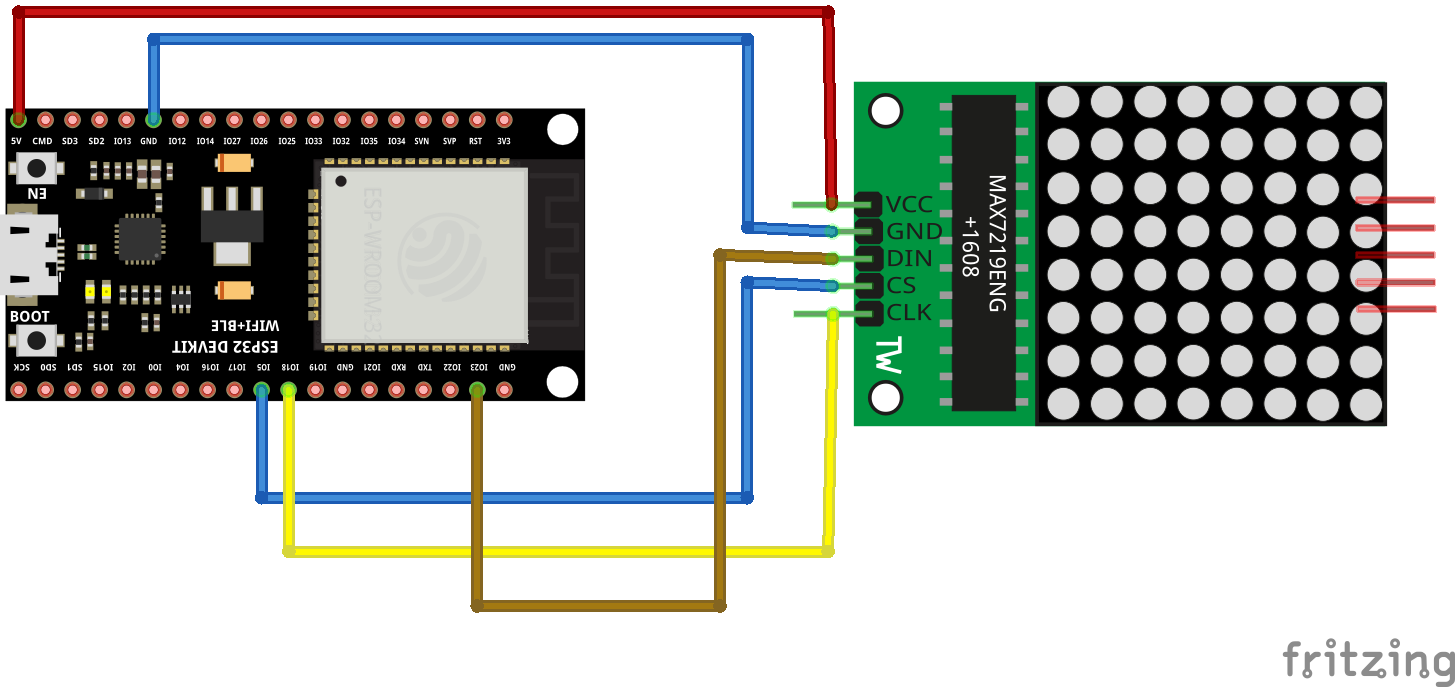 5V CMD SD3 SD2 IO13 GND IO12 IO14 IO27 IO26 IO25 IO33 IO32 IO35 IO34 SVN SVP RST 3V3
EN
ESP-WROOM-32
BOOT
WIFI+BLE
ESP32 DEVKIT
SCK SD0 SD1 IO15 IO2 IO0 IO4 IO16 IO17 IO5 IO18 IO19 GND IO21 RXD TXD IO22 IO23 GND
VCC
GND
DIN
CS
CLK
TW
MAX7219ENG
+1608
fritzing